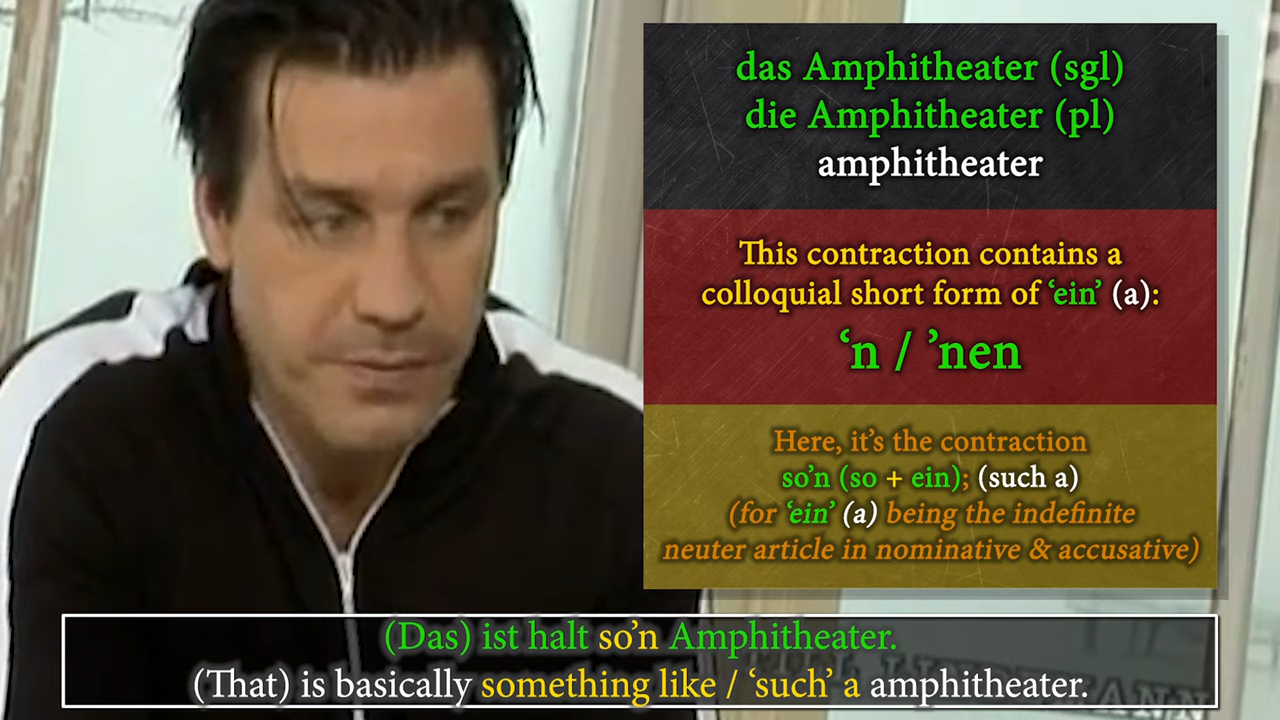 das Amphitheater (sgl)
die Amphitheater (pl)
amphitheater
This contraction contains a
colloquial short form of ‘ein’ (a):
‘n / ’nen
Here, it’s the contraction
so’n (so + ein); (such a)
(for ‘ein’ (a) being the indefinite
neuter article in nominative & accusative)
(Das) ist halt so’n Amphitheater.
(That) is basically something like / ‘such’ a amphitheater.